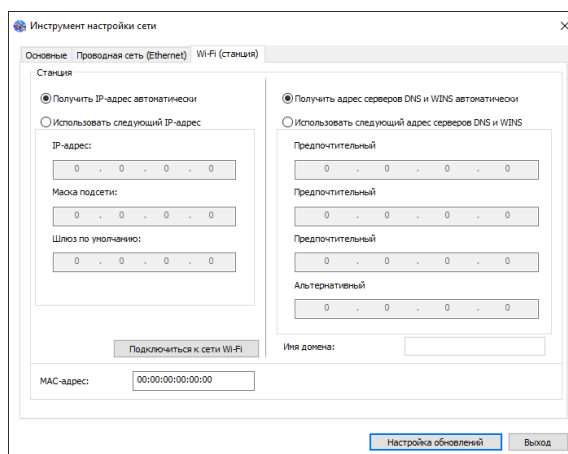 Инструмент настройки сети
Основные Проводная сеть (Ethernet) Wi-Fi (станция)
Станция
Получить IP-адрес автоматически
Использовать следующий IP-адрес
IP-адрес:
0 . 0 . 0 . 0
Маска подсети:
0 . 0 . 0 . 0
Шлюз по умолчанию:
0 . 0 . 0 . 0
Подключиться к сети Wi-Fi
Получить адрес серверов DNS и WINS автоматически
Использовать следующий адрес серверов DNS и WINS
Предпочтительный
0 . 0 . 0 . 0
Предпочтительный
0 . 0 . 0 . 0
Предпочтительный
0 . 0 . 0 . 0
Альтернативный
0 . 0 . 0 . 0
Имя домена:
MAC-адрес: 00:00:00:00:00:00
Настройка обновлений Выход